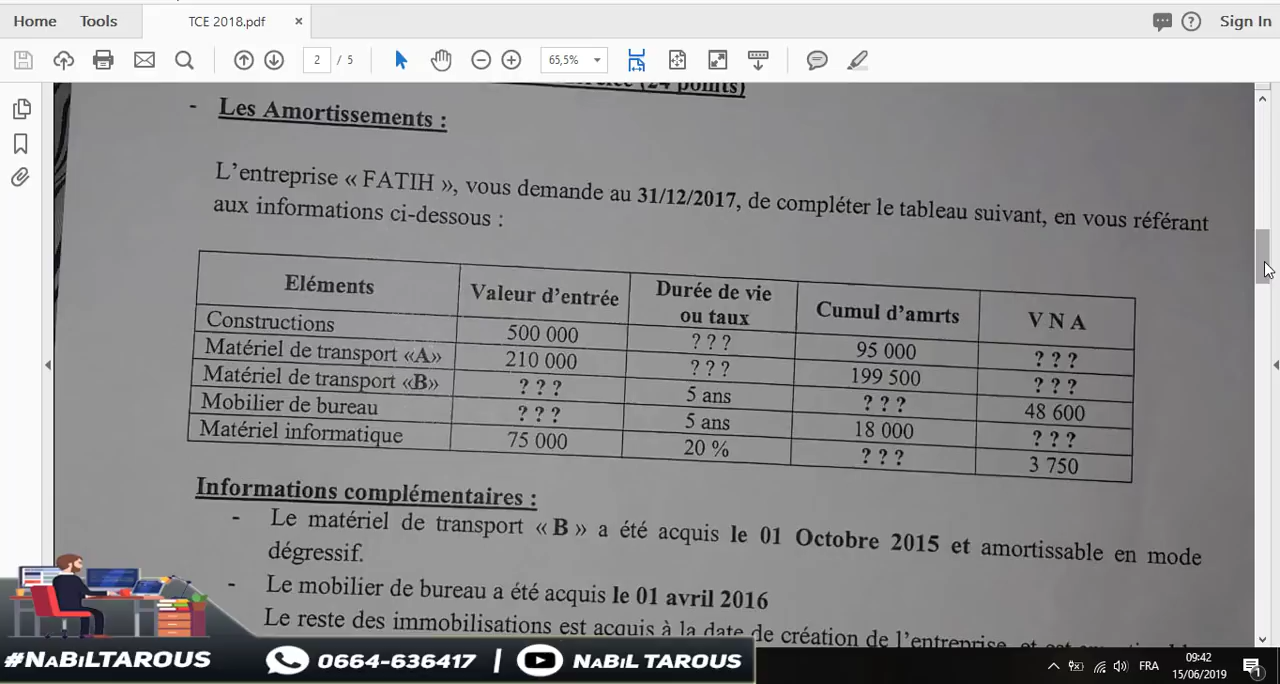 Home Tools TCE 2018.pdf × Sign In
2 / 5 65,5%
(24 points)
- Les Amortissements :
L'entreprise « FATIH », vous demande au 31/12/2017, de compléter le tableau suivant, en vous référant
aux informations ci-dessous :
Eléments Valeur d'entrée Durée de vie ou taux Cumul d'amrts V N A
Constructions 500 000 ? ? ? 95 000 ? ? ?
Matériel de transport «A» 210 000 ? ? ? 199 500 ? ? ?
Matériel de transport «B» ? ? ? 5 ans ? ? ? 48 600
Mobilier de bureau ? ? ? 5 ans 18 000 ? ? ?
Matériel informatique 75 000 20 % ? ? ? 3 750
Informations complémentaires :
- Le matériel de transport « B » a été acquis le 01 Octobre 2015 et amortissable en mode
dégressif.
- Le mobilier de bureau a été acquis le 01 avril 2016
Le reste des immobilisations est acquis à la date de création de l'entreprise
#NaBiLTAROUS 0664-636417 | NaBiL TAROUS
FRA 09:42
15/06/2019
1